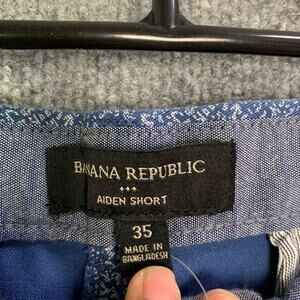 BANANA REPUBLIC
AIDEN SHORT
35
MADE IN
BANGLADESH